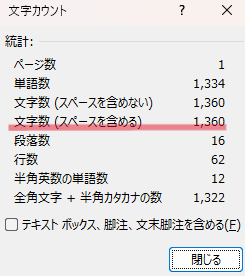 文字カウント ? ×
統計:
ページ数 1
単語数 1,334
文字数 (スペースを含めない) 1,360
文字数 (スペースを含める) 1,360
段落数 16
行数 62
半角英数の単語数 12
全角文字 + 半角カタカナの数 1,322
テキスト ボックス、脚注、文末脚注を含める(F)
閉じる